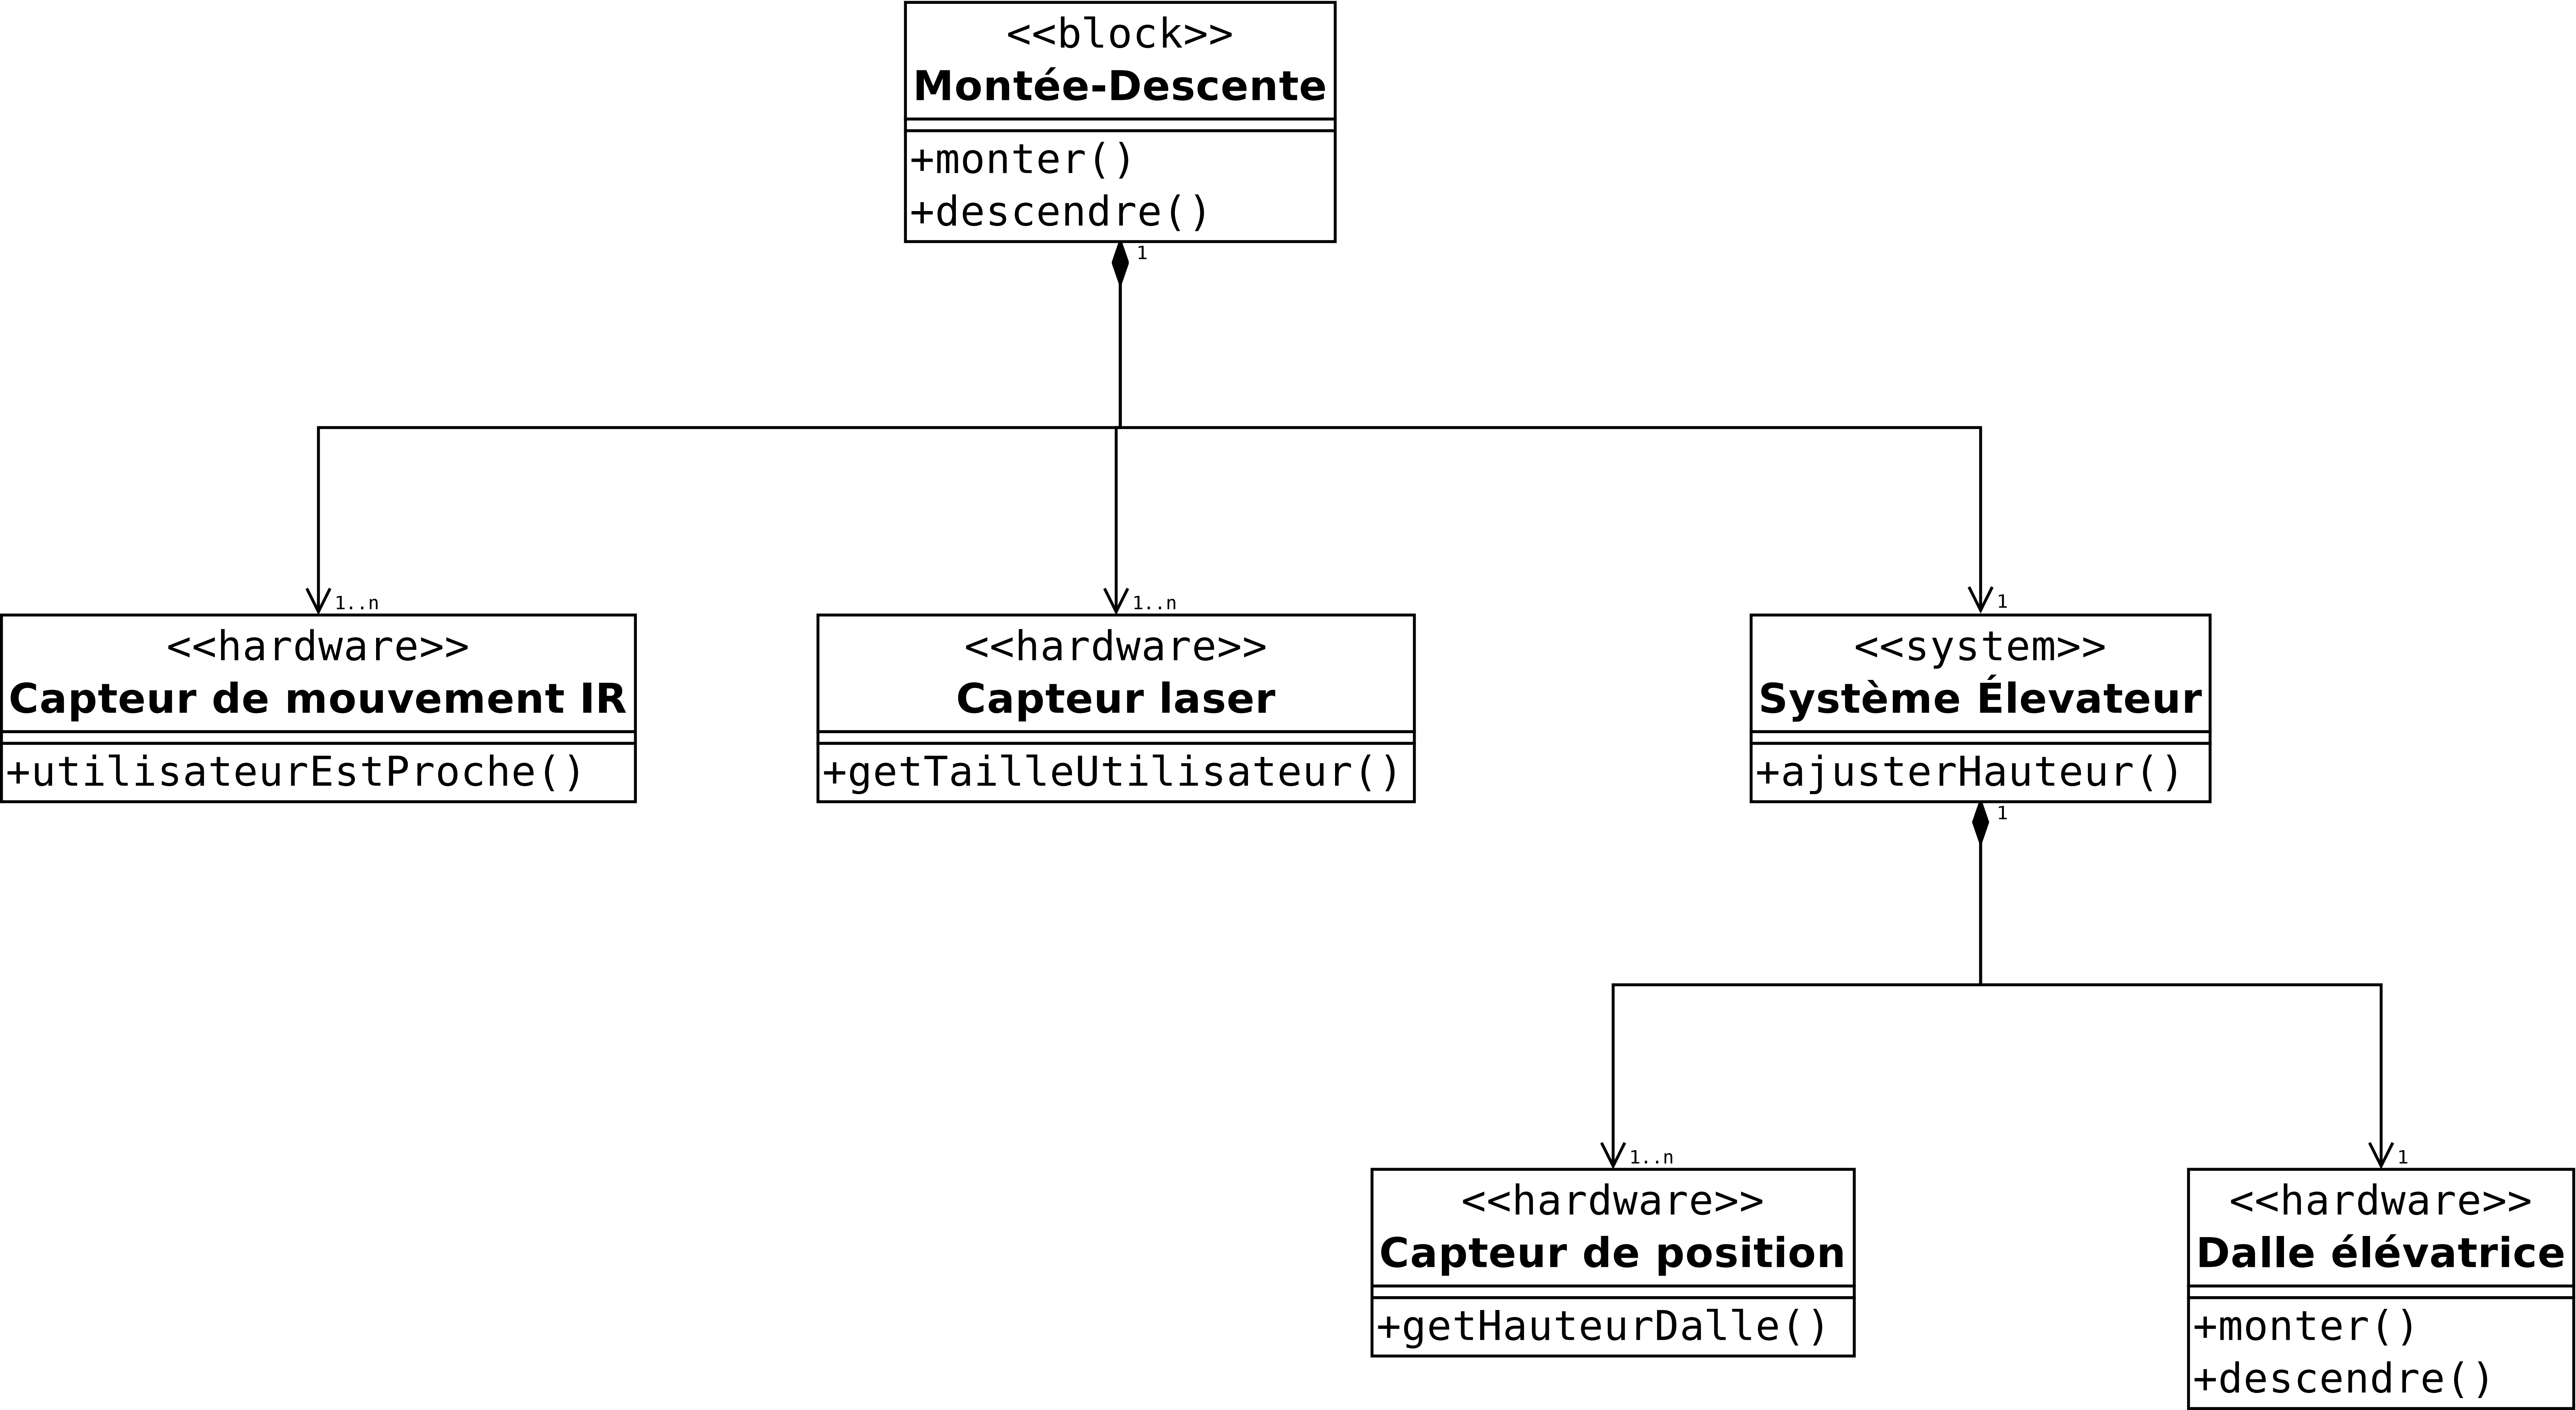 <<block>>
Montée-Descente
+monter()
+descendre()
1
1..n
1..n
1
<<hardware>>
Capteur de mouvement IR
+utilisateurEstProche()
<<hardware>>
Capteur laser
+getTailleUtilisateur()
<<system>>
Système Élevateur
+ajusterHauteur()
1
1..n
1
<<hardware>>
Capteur de position
+getHauteurDalle()
<<hardware>>
Dalle élévatrice
+monter()
+descendre()